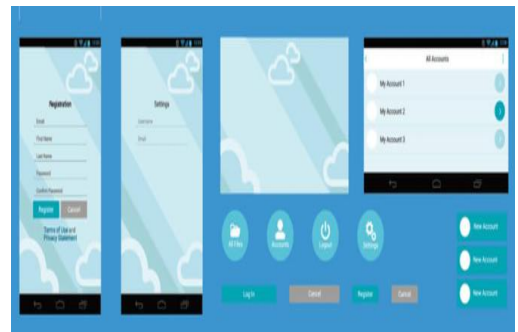 Registration
Email
First Name
Last Name
Password
Confirm Password
Register
Cancel
Terms of Use and
Privacy Statement
Settings
Username
Email
All Accounts
My Account 1
My Account 2
My Account 3
All Files
Accounts
Logout
Settings
Log In
Cancel
Register
Cancel
New Account
New Account
New Account